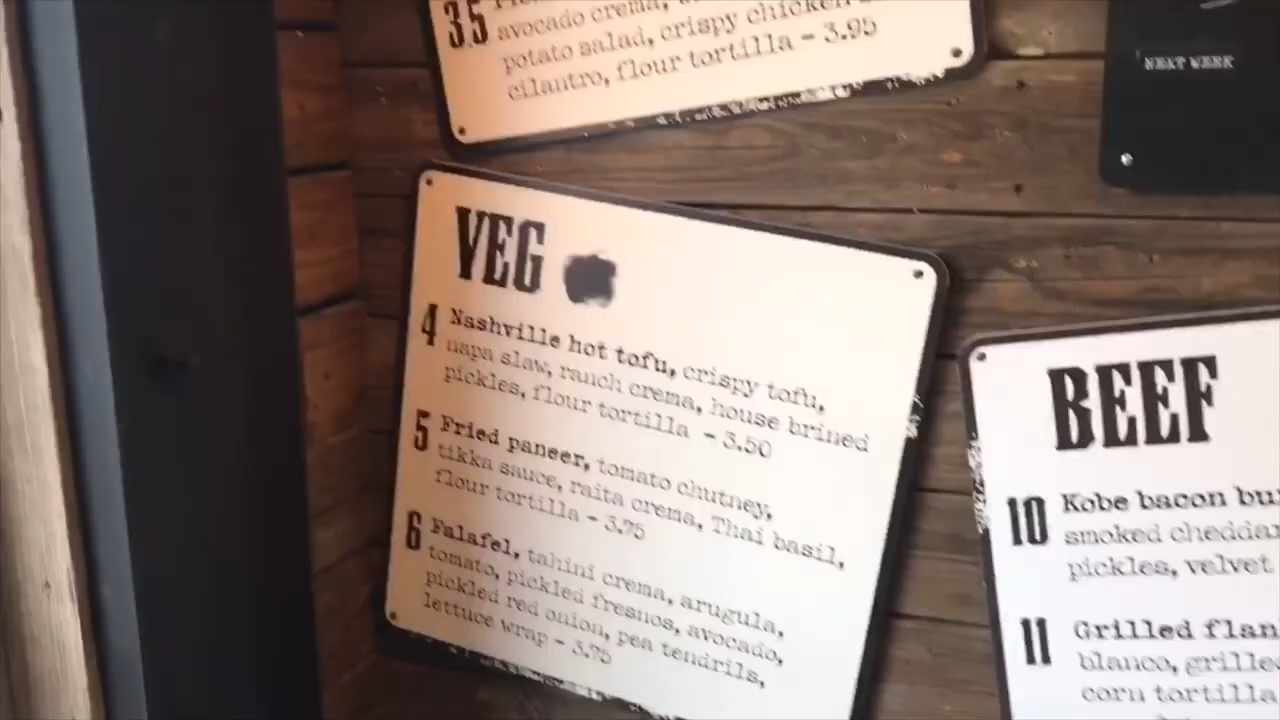 35
avocado crema,
potato salad, crispy chicken
cilantro, flour tortilla - 3.95
NEXT WEEK
VEG
4 Nashville hot tofu, crispy tofu,
napa slaw, ranch crema, house brined
pickles, flour tortilla - 3.50
5 Fried paneer, tomato chutney,
tikka sauce, raita crema, Thai basil,
flour tortilla - 3.75
6 Falafel, tahini crema, arugula,
tomato, pickled fresnos, avocado,
pickled red onion, pea tendrils,
lettuce wrap - 3.75
BEEF
10 Kobe bacon bu
smoked chedda
pickles, velvet
11 Grilled flan
blanco, grille
corn tortilla